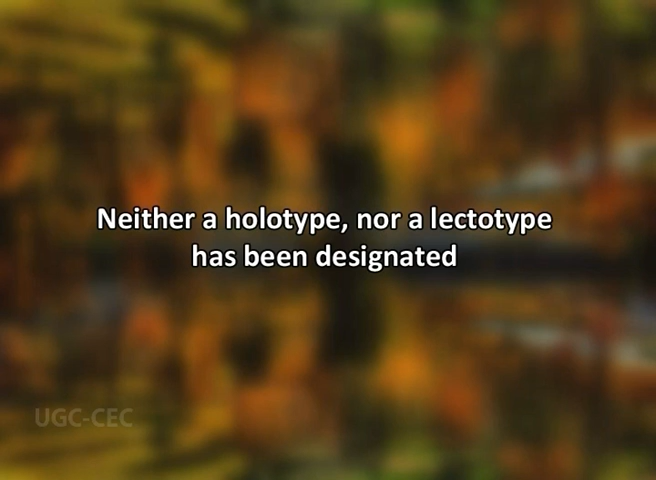 Neither a holotype, nor a lectotype
has been designated
UGC-CEC